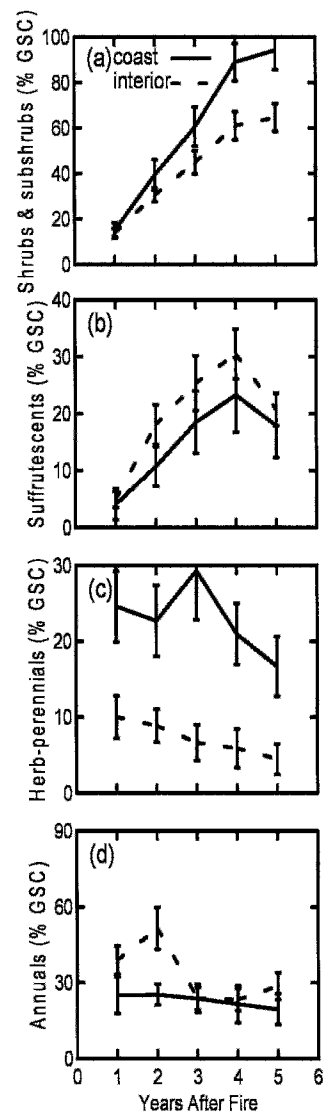 Shrubs & subshrubs (% GSC)
100
80
60
40
20
0
(a)
coast
interior
Suffrutescents (% GSC)
40
30
20
10
0
(b)
Herb-perennials (% GSC)
30
20
10
0
(c)
Annuals (% GSC)
90
60
30
0
(d)
0 1 2 3 4 5 6
Years After Fire